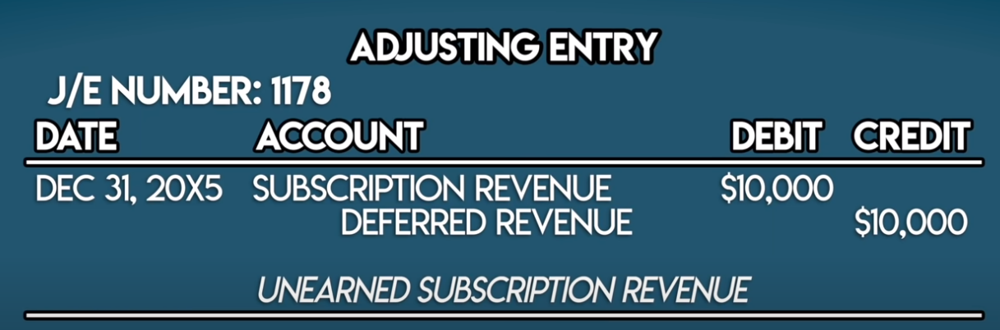 ADJUSTING ENTRY
J/E NUMBER: 1178
DATE ACCOUNT DEBIT CREDIT
DEC 31, 20X5 SUBSCRIPTION REVENUE $10,000
DEFERRED REVENUE $10,000
UNEARNED SUBSCRIPTION REVENUE